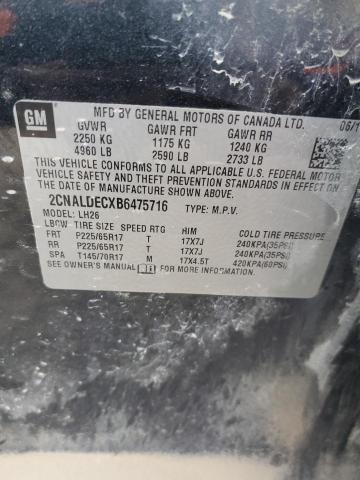 GM
MFD BY GENERAL MOTORS OF CANADA LTD.
GVWR GAWR FRT GAWR RR
2250 KG 1175 KG 1240 KG
4960 LB 2590 LB 2733 LB
THIS VEHICLE CONFORMS TO ALL APPLICABLE U.S. FEDERAL
VEHICLE SAFETY, BUMPER, AND THEFT PREVENTION STANDARDS
IN EFFECT ON THE DATE OF MANUFACTURE SHOWN ABOVE.
2CNALDECXB6475716 TYPE: M.P.V.
MODEL: LH26
LBCW TIRE SIZE SPEED RTG RIM COLD TIRE PRESSURE
FRT P225/65R17 T 17X7J 240KPA(35PSI)
RR P225/65R17 T 17X7J 240KPA(35PSI)
SPA T145/70R17 M 17X4.5T 420KPA(60PSI)
SEE OWNER'S MANUAL FOR ADDITIONAL INFORMATION.